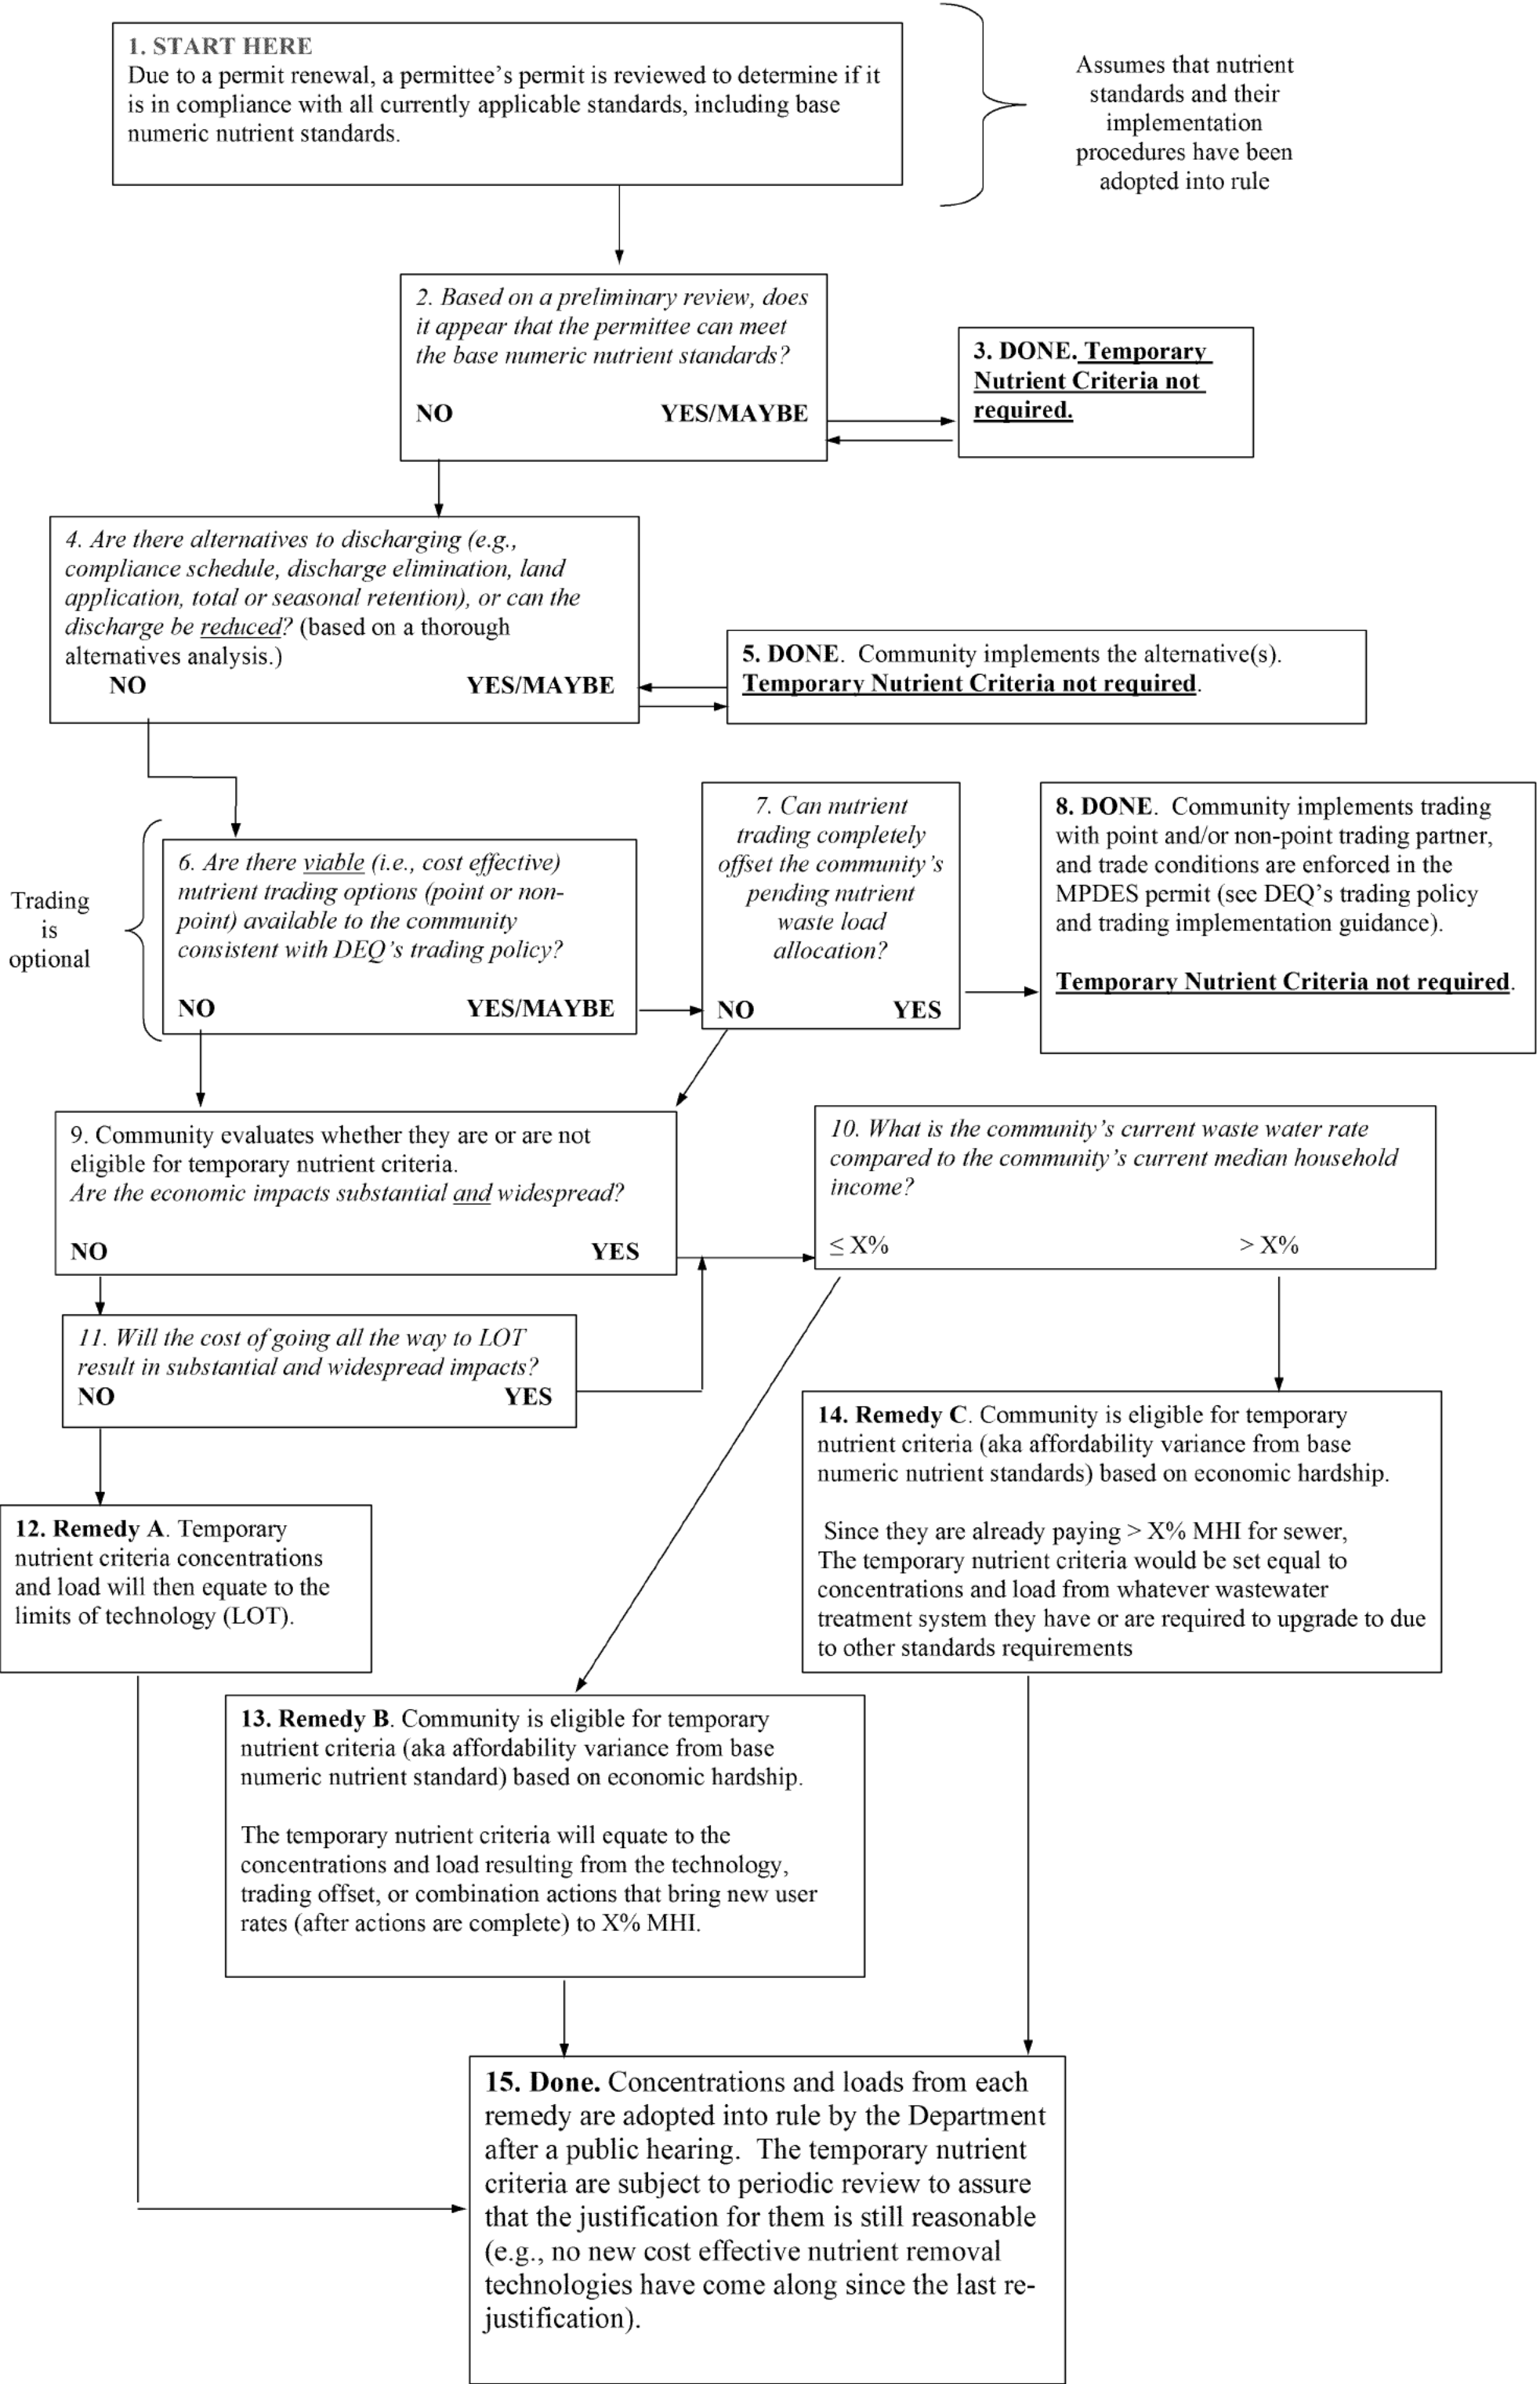 1. START HERE
Due to a permit renewal, a permittee’s permit is reviewed to determine if it
is in compliance with all currently applicable standards, including base
numeric nutrient standards.
Assumes that nutrient
standards and their
implementation
procedures have been
adopted into rule
2. Based on a preliminary review, does
it appear that the permittee can meet
the base numeric nutrient standards?
NO YES/MAYBE
3. DONE. Temporary
Nutrient Criteria not
required.
4. Are there alternatives to discharging (e.g.,
compliance schedule, discharge elimination, land
application, total or seasonal retention), or can the
discharge be reduced? (based on a thorough
alternatives analysis.)
NO YES/MAYBE
5. DONE. Community implements the alternative(s).
Temporary Nutrient Criteria not required.
Trading
is
optional
6. Are there viable (i.e., cost effective)
nutrient trading options (point or non-
point) available to the community
consistent with DEQ’s trading policy?
NO YES/MAYBE
7. Can nutrient
trading completely
offset the community’s
pending nutrient
waste load
allocation?
NO YES
8. DONE. Community implements trading
with point and/or non-point trading partner,
and trade conditions are enforced in the
MPDES permit (see DEQ’s trading policy
and trading implementation guidance).
Temporary Nutrient Criteria not required.
9. Community evaluates whether they are or are not
eligible for temporary nutrient criteria.
Are the economic impacts substantial and widespread?
NO YES
10. What is the community’s current waste water rate
compared to the community’s current median household
income?
≤ X% > X%
11. Will the cost of going all the way to LOT
result in substantial and widespread impacts?
NO YES
12. Remedy A. Temporary
nutrient criteria concentrations
and load will then equate to the
limits of technology (LOT).
14. Remedy C. Community is eligible for temporary
nutrient criteria (aka affordability variance from base
numeric nutrient standards) based on economic hardship.
Since they are already paying > X% MHI for sewer,
The temporary nutrient criteria would be set equal to
concentrations and load from whatever wastewater
treatment system they have or are required to upgrade to due
to other standards requirements
13. Remedy B. Community is eligible for temporary
nutrient criteria (aka affordability variance from base
numeric nutrient standard) based on economic hardship.
The temporary nutrient criteria will equate to the
concentrations and load resulting from the technology,
trading offset, or combination actions that bring new user
rates (after actions are complete) to X% MHI.
15. Done. Concentrations and loads from each
remedy are adopted into rule by the Department
after a public hearing. The temporary nutrient
criteria are subject to periodic review to assure
that the justification for them is still reasonable
(e.g., no new cost effective nutrient removal
technologies have come along since the last re-
justification).